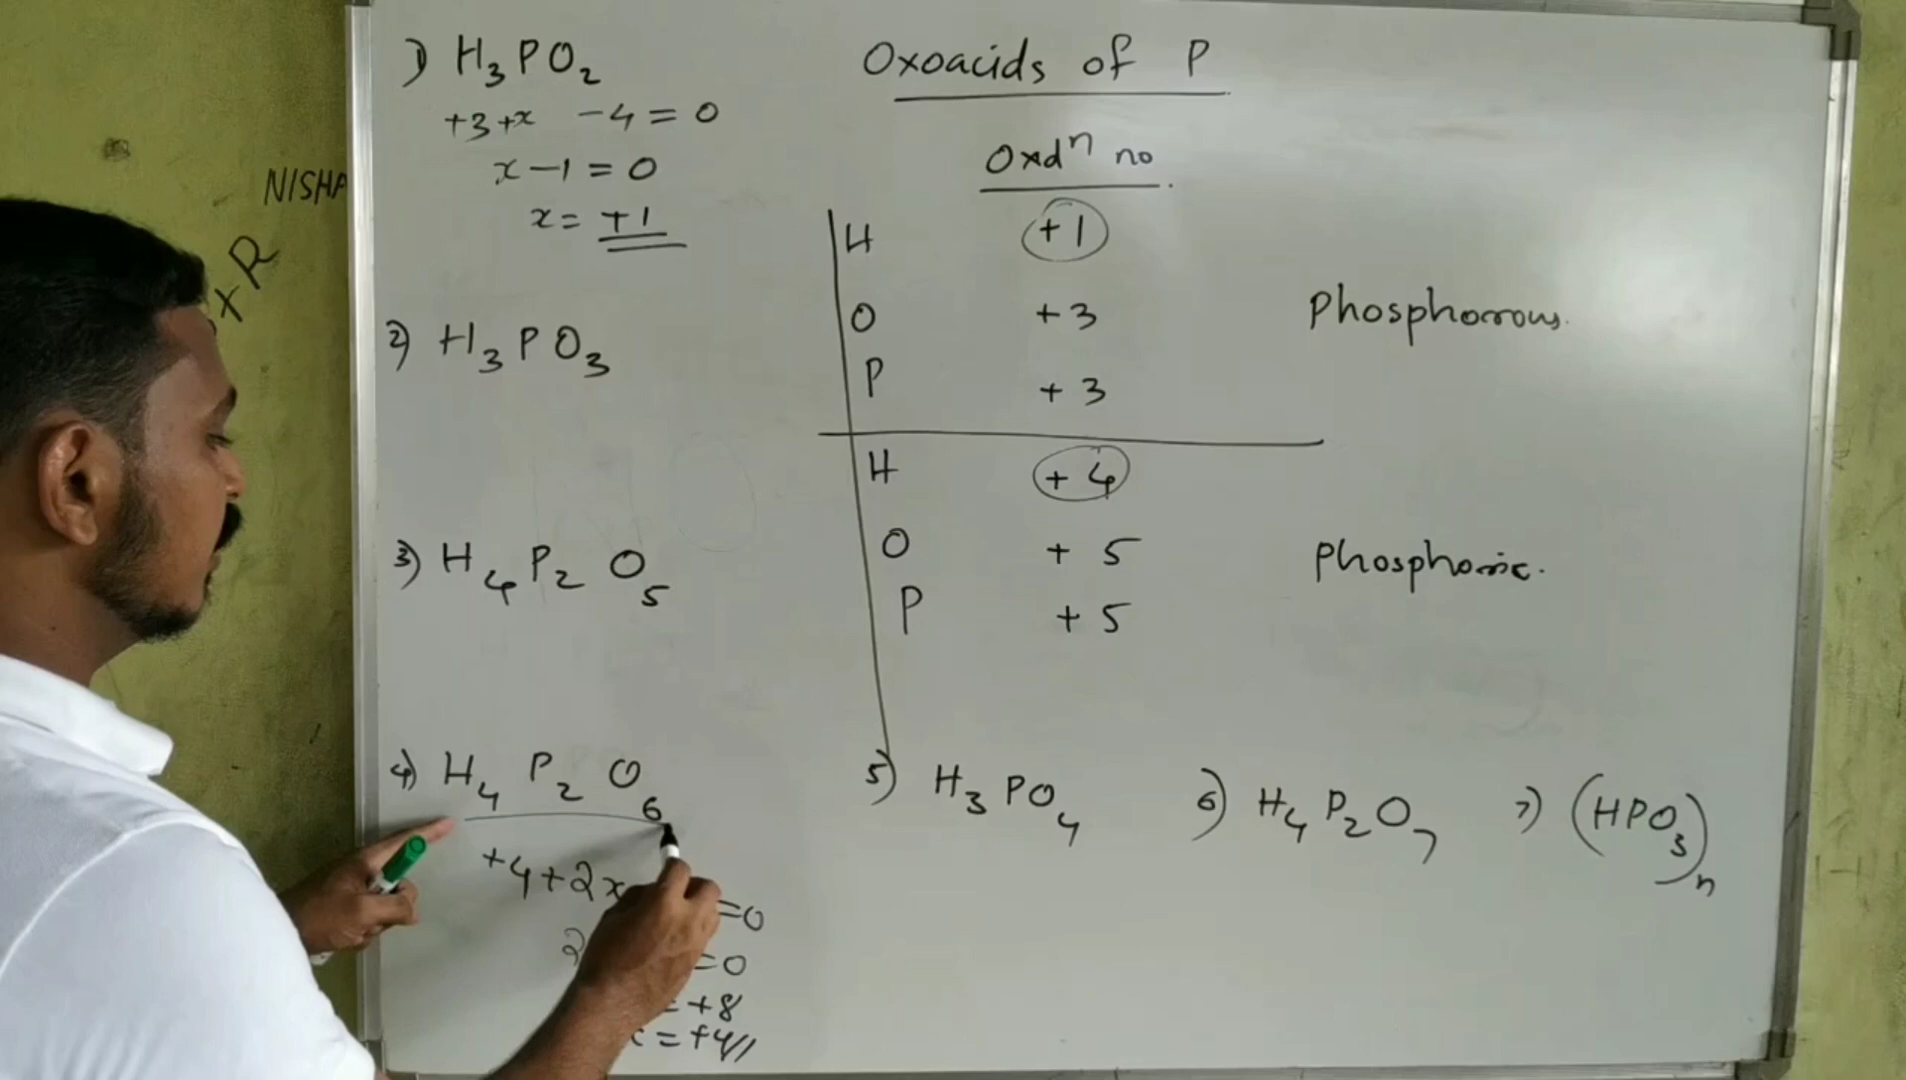 1) H₃PO₂
+3+x -4 = 0
x-1 = 0
x = +1
2) H₃PO₃
3) H₄P₂O₅
4) H₄P₂O₆
+4+2x =0
2 =0
= +8
= +4//
Oxoacids of P
Oxdⁿ no
H +1
O +3
P +3
Phosphorous.
H +4
O +5
P +5
Phosphoric.
5) H₃PO₄
6) H₄P₂O₇
7) (HPO₃)ₙ
NISHA
XR